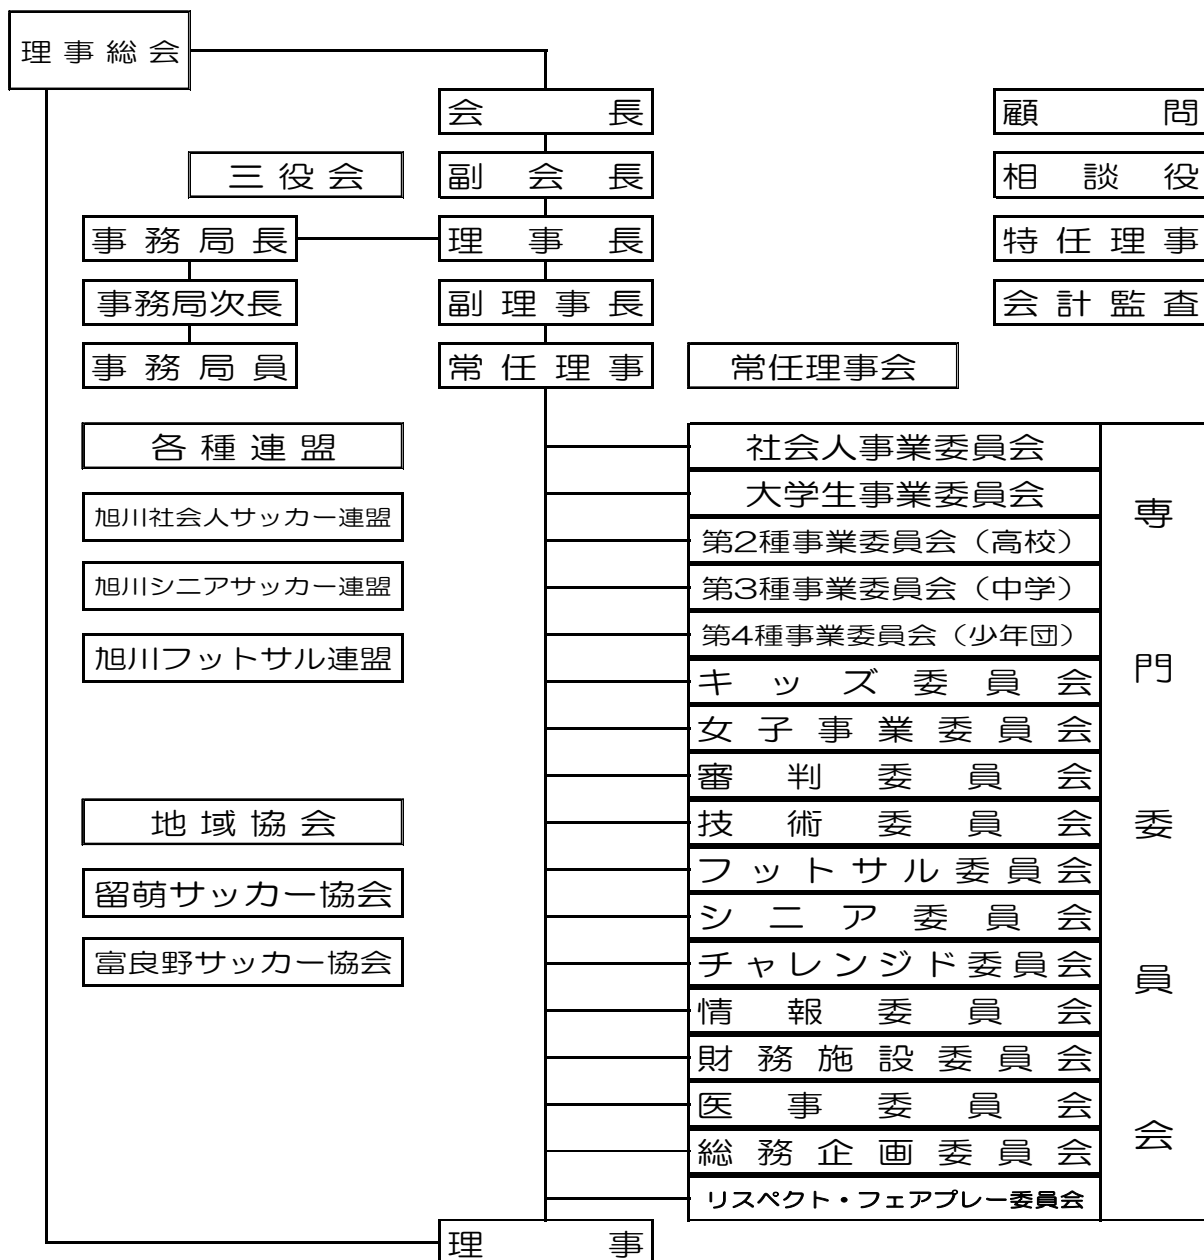 理事総会
会長
顧問
三役会
副会長
相談役
事務局長
理事長
特任理事
事務局次長
副理事長
会計監査
事務局員
常任理事
常任理事会
各種連盟
旭川社会人サッカー連盟
旭川シニアサッカー連盟
旭川フットサル連盟
地域協会
留萌サッカー協会
富良野サッカー協会
社会人事業委員会
大学生事業委員会
第2種事業委員会（高校）
第3種事業委員会（中学）
第4種事業委員会（少年団）
キッズ委員会
女子事業委員会
審判委員会
技術委員会
フットサル委員会
シニア委員会
チャレンジド委員会
情報委員会
財務施設委員会
医事委員会
総務企画委員会
リスペクト・フェアプレー委員会
専門委員会
理事